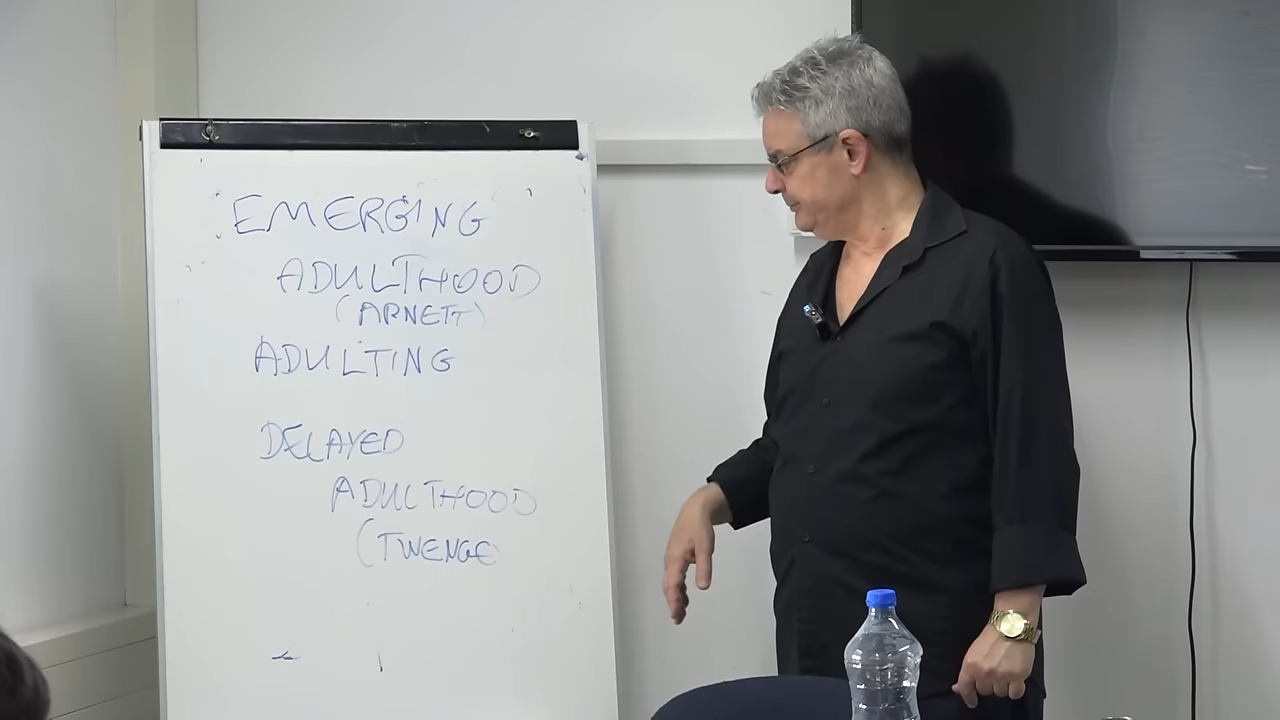 "EMERGING
ADULTHOOD
(ARNETT)
ADULTING
DELAYED
ADULTHOOD
(TWENGE